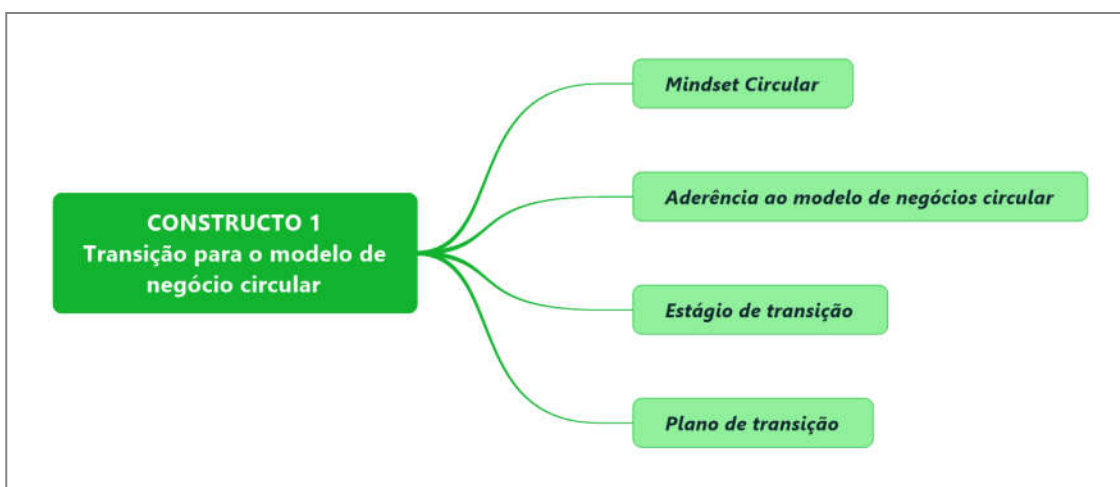 CONSTRUCTO 1
Transição para o modelo de
negócio circular
Mindset Circular
Aderência ao modelo de negócios circular
Estágio de transição
Plano de transição